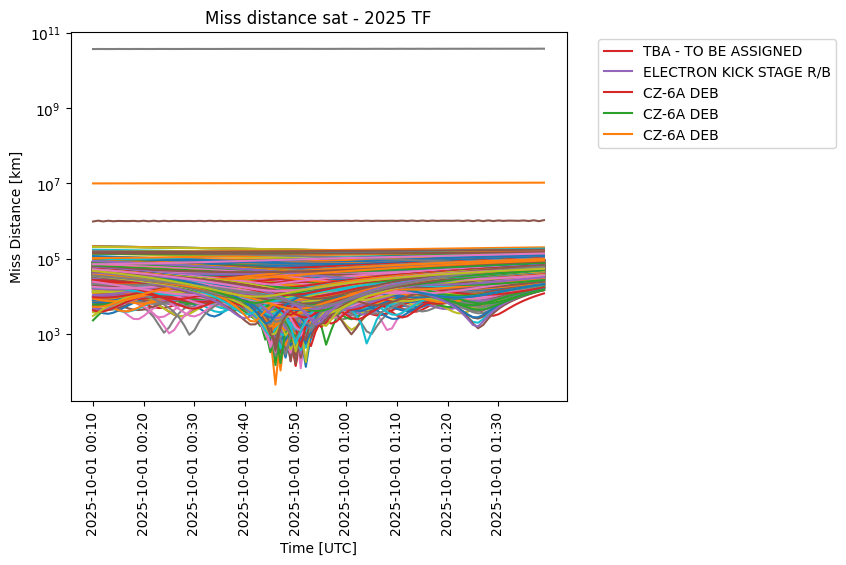 Miss distance sat - 2025 TF
Miss Distance [km]
10^11
10^9
10^7
10^5
10^3
2025-10-01 00:10
2025-10-01 00:20
2025-10-01 00:30
2025-10-01 00:40
2025-10-01 00:50
2025-10-01 01:00
2025-10-01 01:10
2025-10-01 01:20
2025-10-01 01:30
Time [UTC]
TBA - TO BE ASSIGNED
ELECTRON KICK STAGE R/B
CZ-6A DEB
CZ-6A DEB
CZ-6A DEB